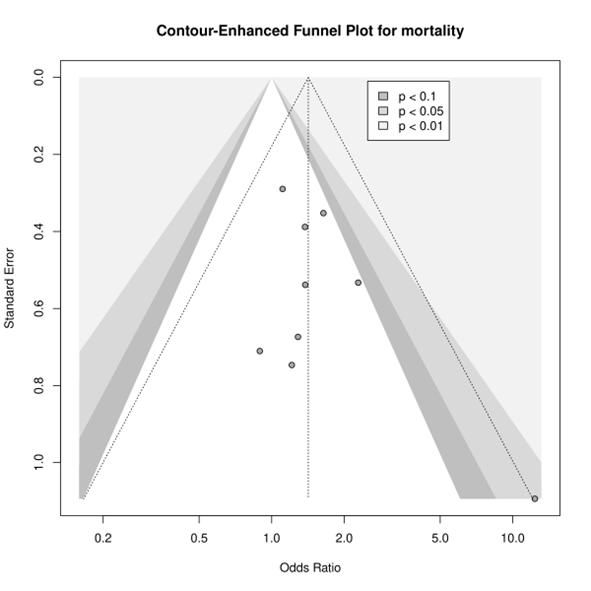 Contour-Enhanced Funnel Plot for mortality
p < 0.1
p < 0.05
p < 0.01
0.0
0.2
0.4
0.6
0.8
1.0
Standard Error
0.2 0.5 1.0 2.0 5.0 10.0
Odds Ratio